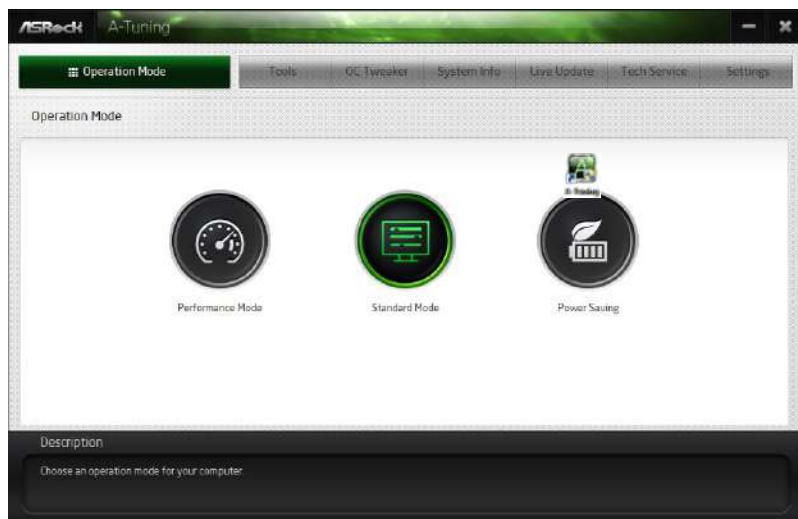 ASRock A-Tuning
Operation Mode Tools OC Tweaker System Info Live Update Tech Service Settings
Operation Mode
A-Tuning
Performance Mode Standard Mode Power Saving
Description
Choose an operation mode for your computer.